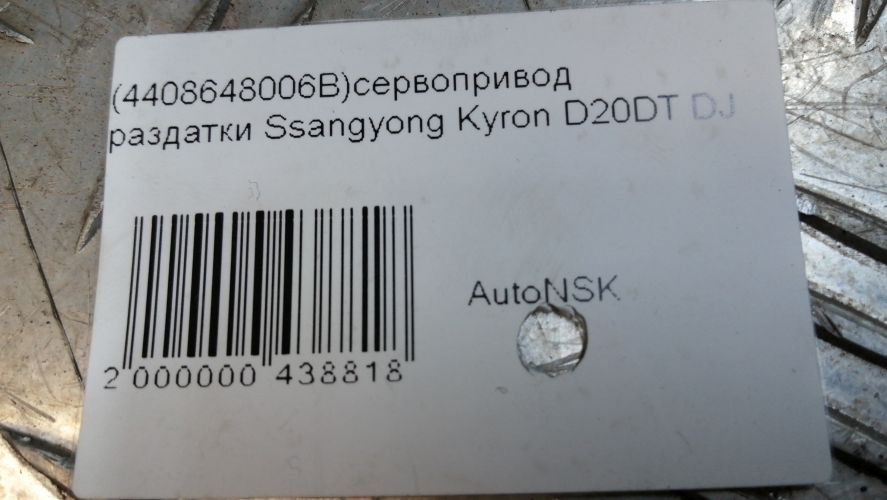 (4408648006B)сервопривод
раздатки Ssangyong Kyron D20DT DJ
AutoNSK
2 000000 438818